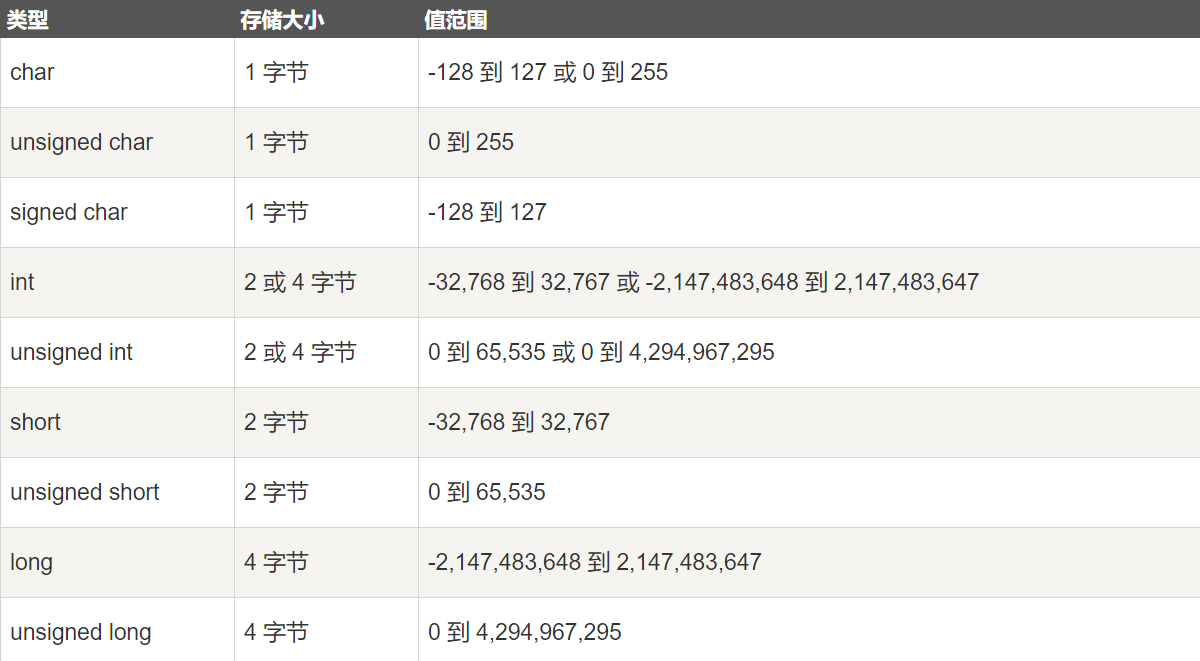 类型 存储大小 值范围
char 1 字节 -128 到 127 或 0 到 255
unsigned char 1 字节 0 到 255
signed char 1 字节 -128 到 127
int 2 或 4 字节 -32,768 到 32,767 或 -2,147,483,648 到 2,147,483,647
unsigned int 2 或 4 字节 0 到 65,535 或 0 到 4,294,967,295
short 2 字节 -32,768 到 32,767
unsigned short 2 字节 0 到 65,535
long 4 字节 -2,147,483,648 到 2,147,483,647
unsigned long 4 字节 0 到 4,294,967,295